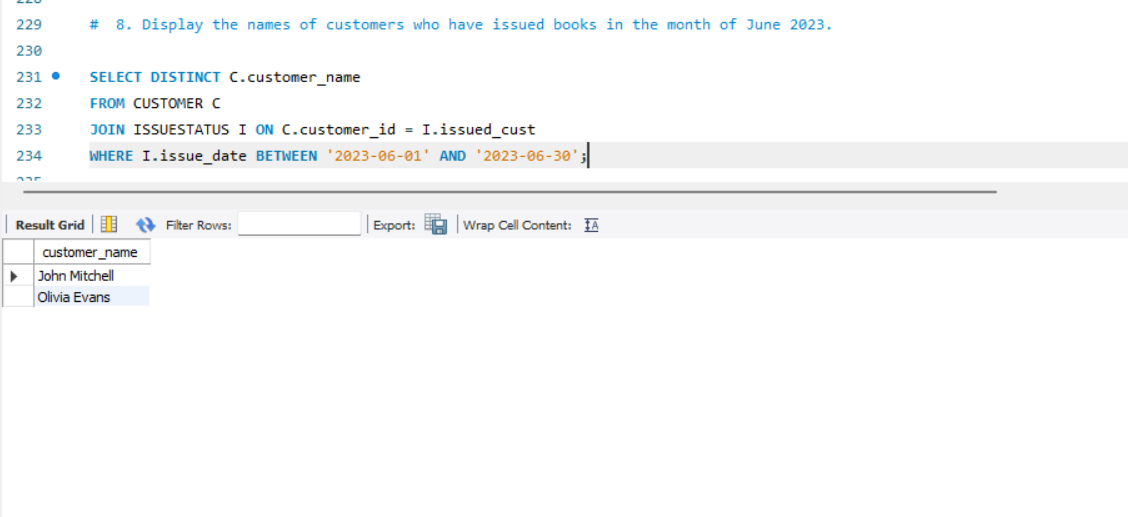 229 # 8. Display the names of customers who have issued books in the month of June 2023.
230
231 SELECT DISTINCT C.customer_name
232 FROM CUSTOMER C
233 JOIN ISSUESTATUS I ON C.customer_id = I.issued_cust
234 WHERE I.issue_date BETWEEN '2023-06-01' AND '2023-06-30';
Result Grid Filter Rows: Export: Wrap Cell Content:
customer_name
John Mitchell
Olivia Evans